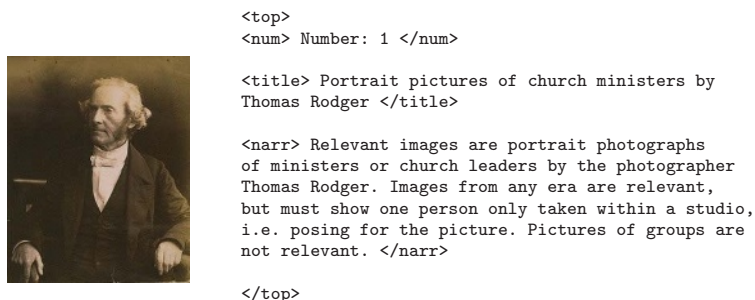 <top>
<num> Number: 1 </num>
<title> Portrait pictures of church ministers by
Thomas Rodger </title>
<narr> Relevant images are portrait photographs
of ministers or church leaders by the photographer
Thomas Rodger. Images from any era are relevant,
but must show one person only taken within a studio,
i.e. posing for the picture. Pictures of groups are
not relevant. </narr>
</top>